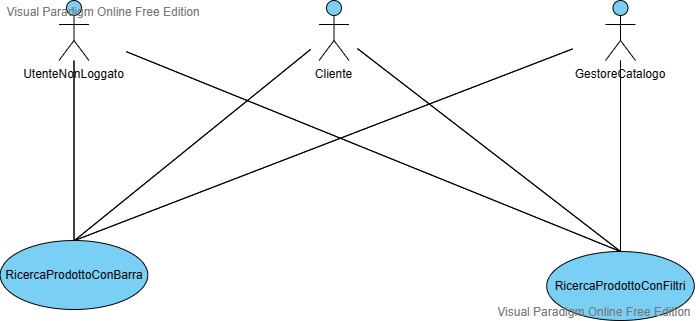 Visual Paradigm Online Free Edition
UtenteNonLoggato
Cliente
GestoreCatalogo
RicercaProdottoConBarra
RicercaProdottoConFiltri
Visual Paradigm Online Free Edition